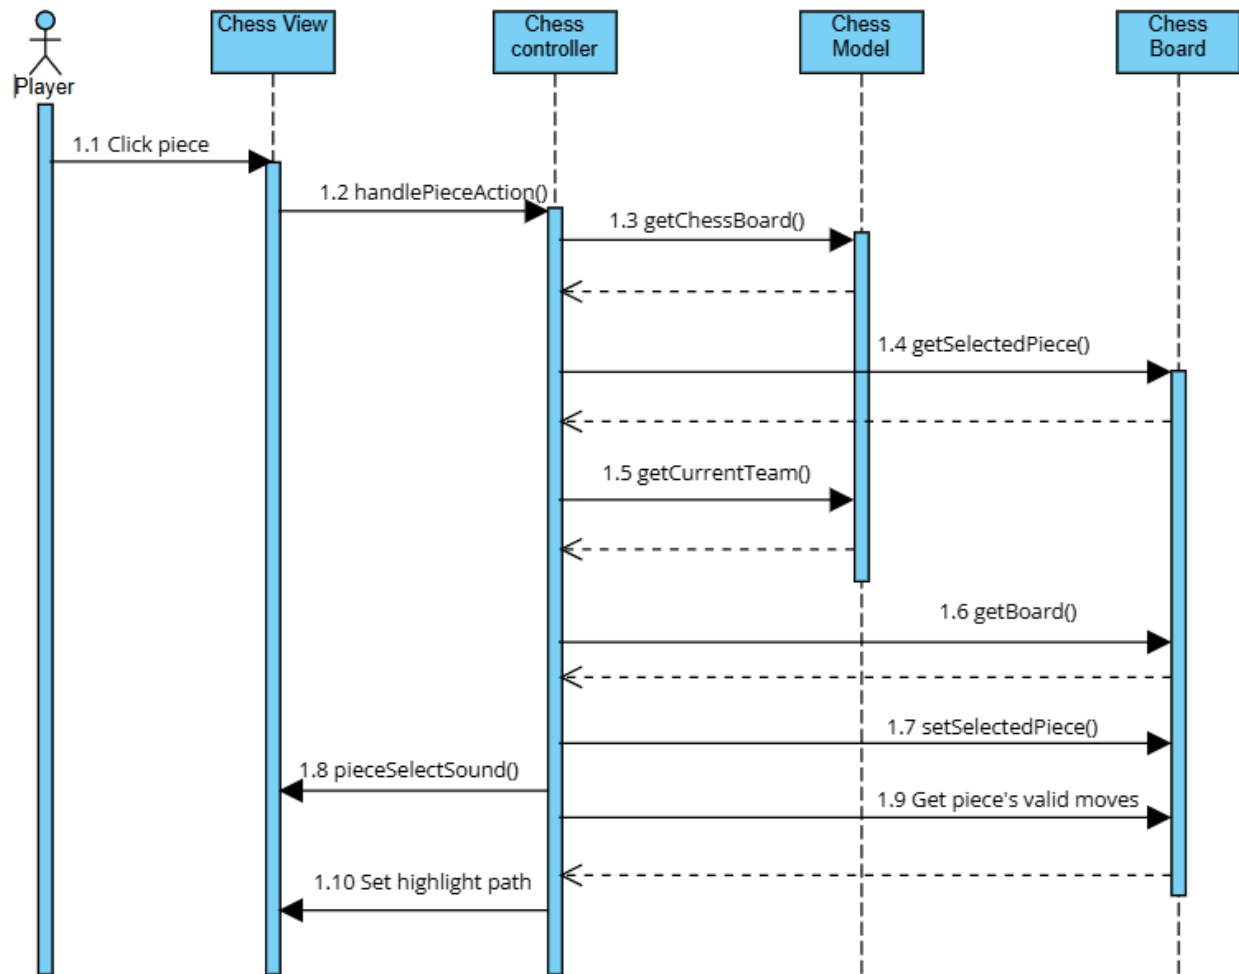 Chess View
Chess
controller
Chess
Model
Chess
Board
Player
1.1 Click piece
1.2 handlePieceAction()
1.3 getChessBoard()
1.4 getSelectedPiece()
1.5 getCurrentTeam()
1.6 getBoard()
1.7 setSelectedPiece()
1.8 pieceSelectSound()
1.9 Get piece's valid moves
1.10 Set highlight path